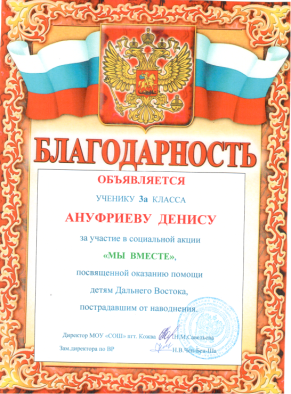 БЛАГОДАРНОСТЬ
ОБЪЯВЛЯЕТСЯ
УЧЕНИКУ 3а КЛАССА
АНУФРИЕВУ ДЕНИСУ
за участие в социальной акции
«МЫ ВМЕСТЕ»,
посвященной оказанию помощи
детям Дальнего Востока,
пострадавшим от наводнения.
Директор МОУ «СОШ» пгт.
Зам.директора по ВР